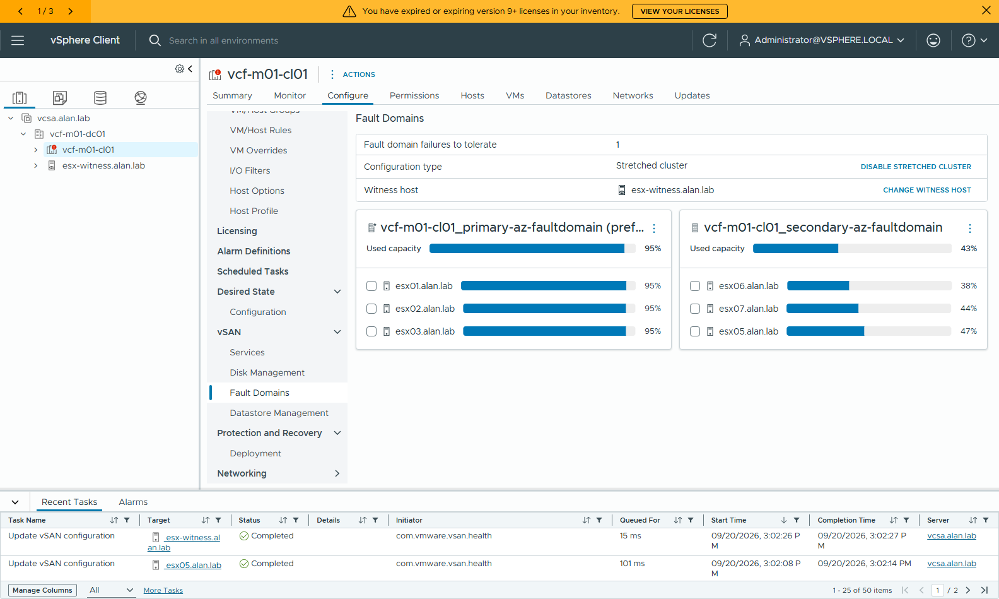 1 / 3
You have expired or expiring version 9+ licenses in your inventory.
VIEW YOUR LICENSES
vSphere Client
Search in all environments
Administrator@VSPHERE.LOCAL
vcsa.alan.lab
vcf-m01-dc01
vcf-m01-cl01
esx-witness.alan.lab
vcf-m01-cl01
ACTIONS
Summary Monitor Configure Permissions Hosts VMs Datastores Networks Updates
VM/Host Groups
VM/Host Rules
VM Overrides
I/O Filters
Host Options
Host Profile
Licensing
Alarm Definitions
Scheduled Tasks
Desired State
Configuration
vSAN
Services
Disk Management
Fault Domains
Datastore Management
Protection and Recovery
Deployment
Networking
Fault Domains
Fault domain failures to tolerate 1
Configuration type Stretched cluster DISABLE STRETCHED CLUSTER
Witness host esx-witness.alan.lab CHANGE WITNESS HOST
vcf-m01-cl01_primary-az-faultdomain (pref...
Used capacity 95%
esx01.alan.lab 95%
esx02.alan.lab 95%
esx03.alan.lab 95%
vcf-m01-cl01_secondary-az-faultdomain
Used capacity 43%
esx06.alan.lab 38%
esx07.alan.lab 44%
esx05.alan.lab 47%
Recent Tasks Alarms
Task Name Target Status Details Initiator Queued For Start Time Completion Time Server
Update vSAN configuration esx-witness.al Completed com.vmware.vsan.health 15 ms 09/20/2026, 3:02:26 P 09/20/2026, 3:02:27 P vcsa.alan.lab
an.lab M M
Update vSAN configuration esx05.alan.lab Completed com.vmware.vsan.health 101 ms 09/20/2026, 3:02:08 P 09/20/2026, 3:02:14 PM vcsa.alan.lab
M
Manage Columns All More Tasks 1 - 25 of 50 items 1 / 2